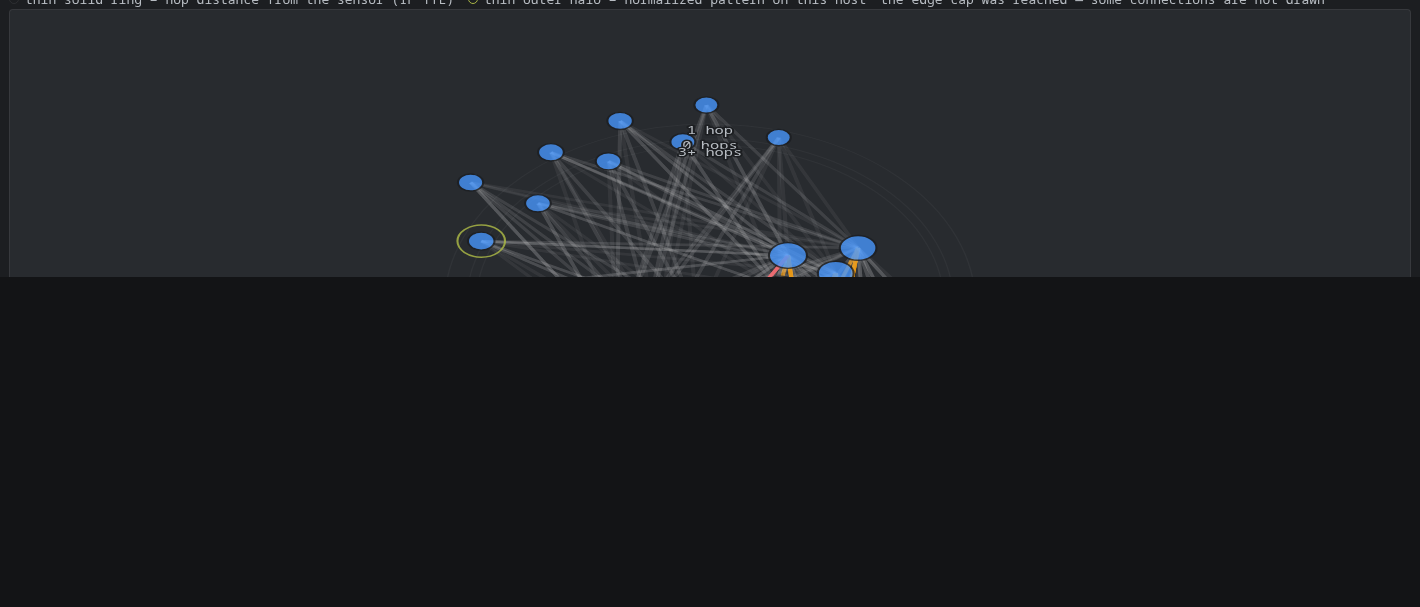 thin solid ring = hop distance from the sensor (IP TTL) thin outer halo = normalized pattern on this host the edge cap was reached — some connections are not drawn
1 hop
0 hops
3+ hops